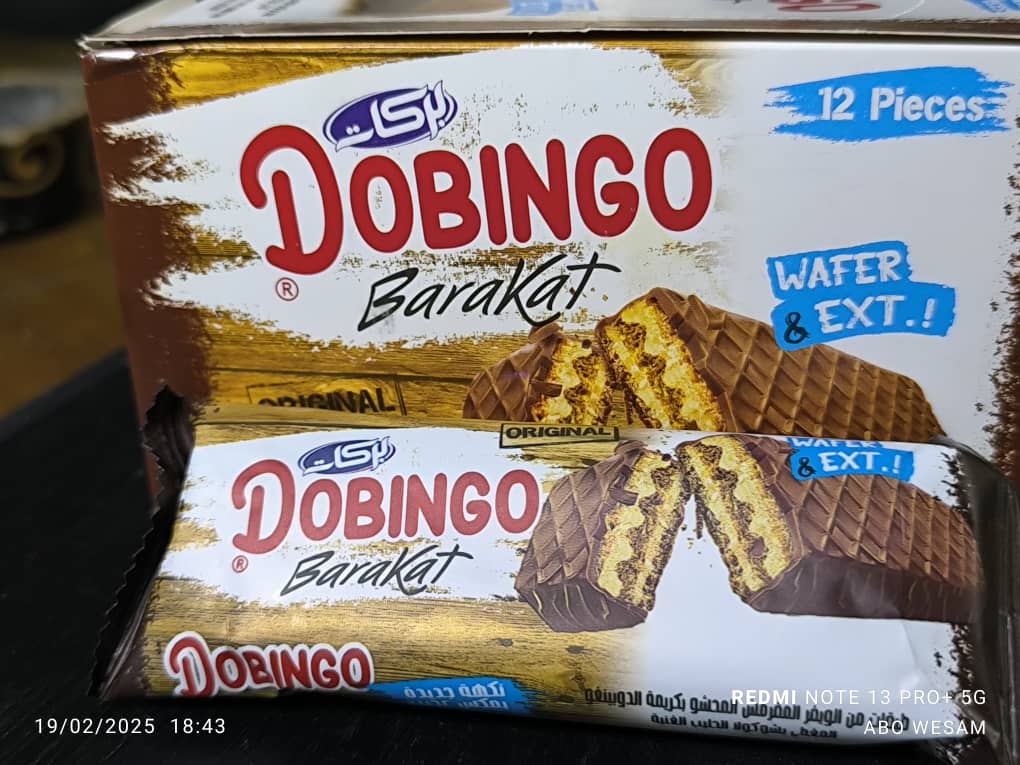 بركات
DOBINGO
®
BaraKat
12 Pieces
WAFER
& EXT.!
ORIGINAL
ORIGINAL
بركات
DOBINGO
®
BaraKat
WAFER
& EXT.!
DOBINGO
نكهة جديدة
من الويفر المقرمش المحشو بكريمة الدوبينغو
بشوكولا الحليب الغنية
REDMI NOTE 13 PRO+ 5G
ABO WESAM
19/02/2025 18:43